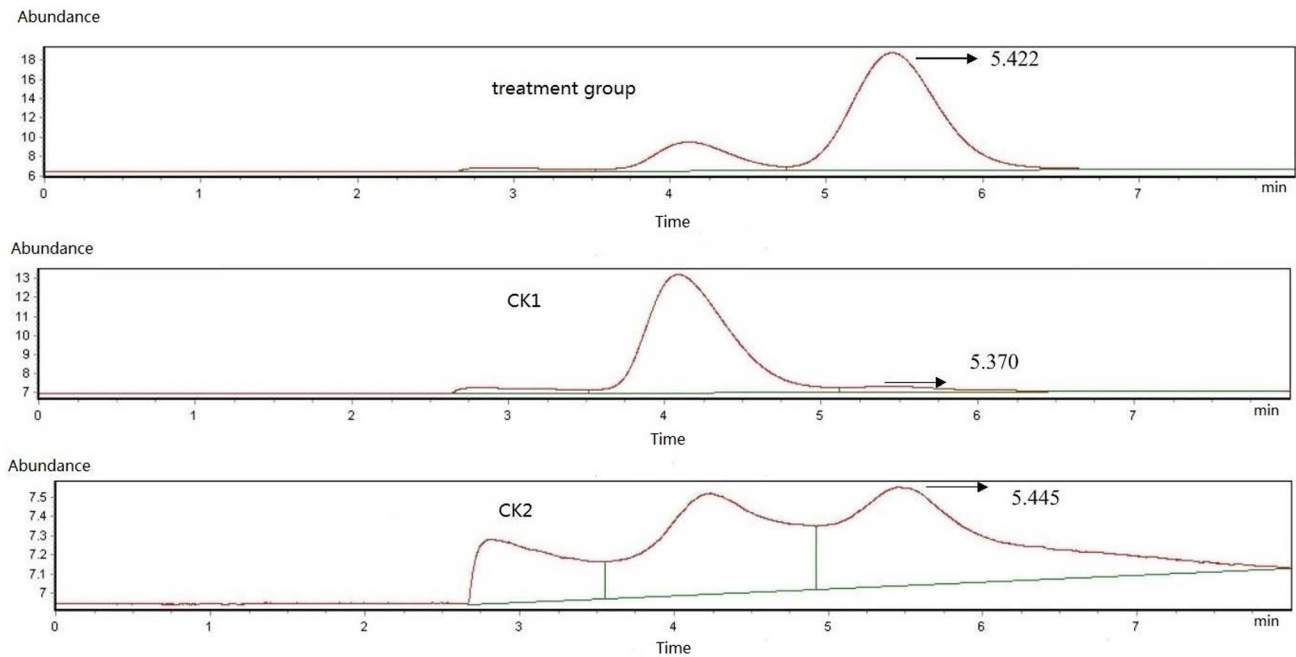 Abundance
18
16
14
12
10
8
6
treatment group
5.422
0 1 2 3 4 5 6 7 min
Time
Abundance
13
12
11
10
9
8
7
CK1
5.370
0 1 2 3 4 5 6 7 min
Time
Abundance
7.5
7.4
7.3
7.2
7.1
7
CK2
5.445
0 1 2 3 4 5 6 7 min
Time